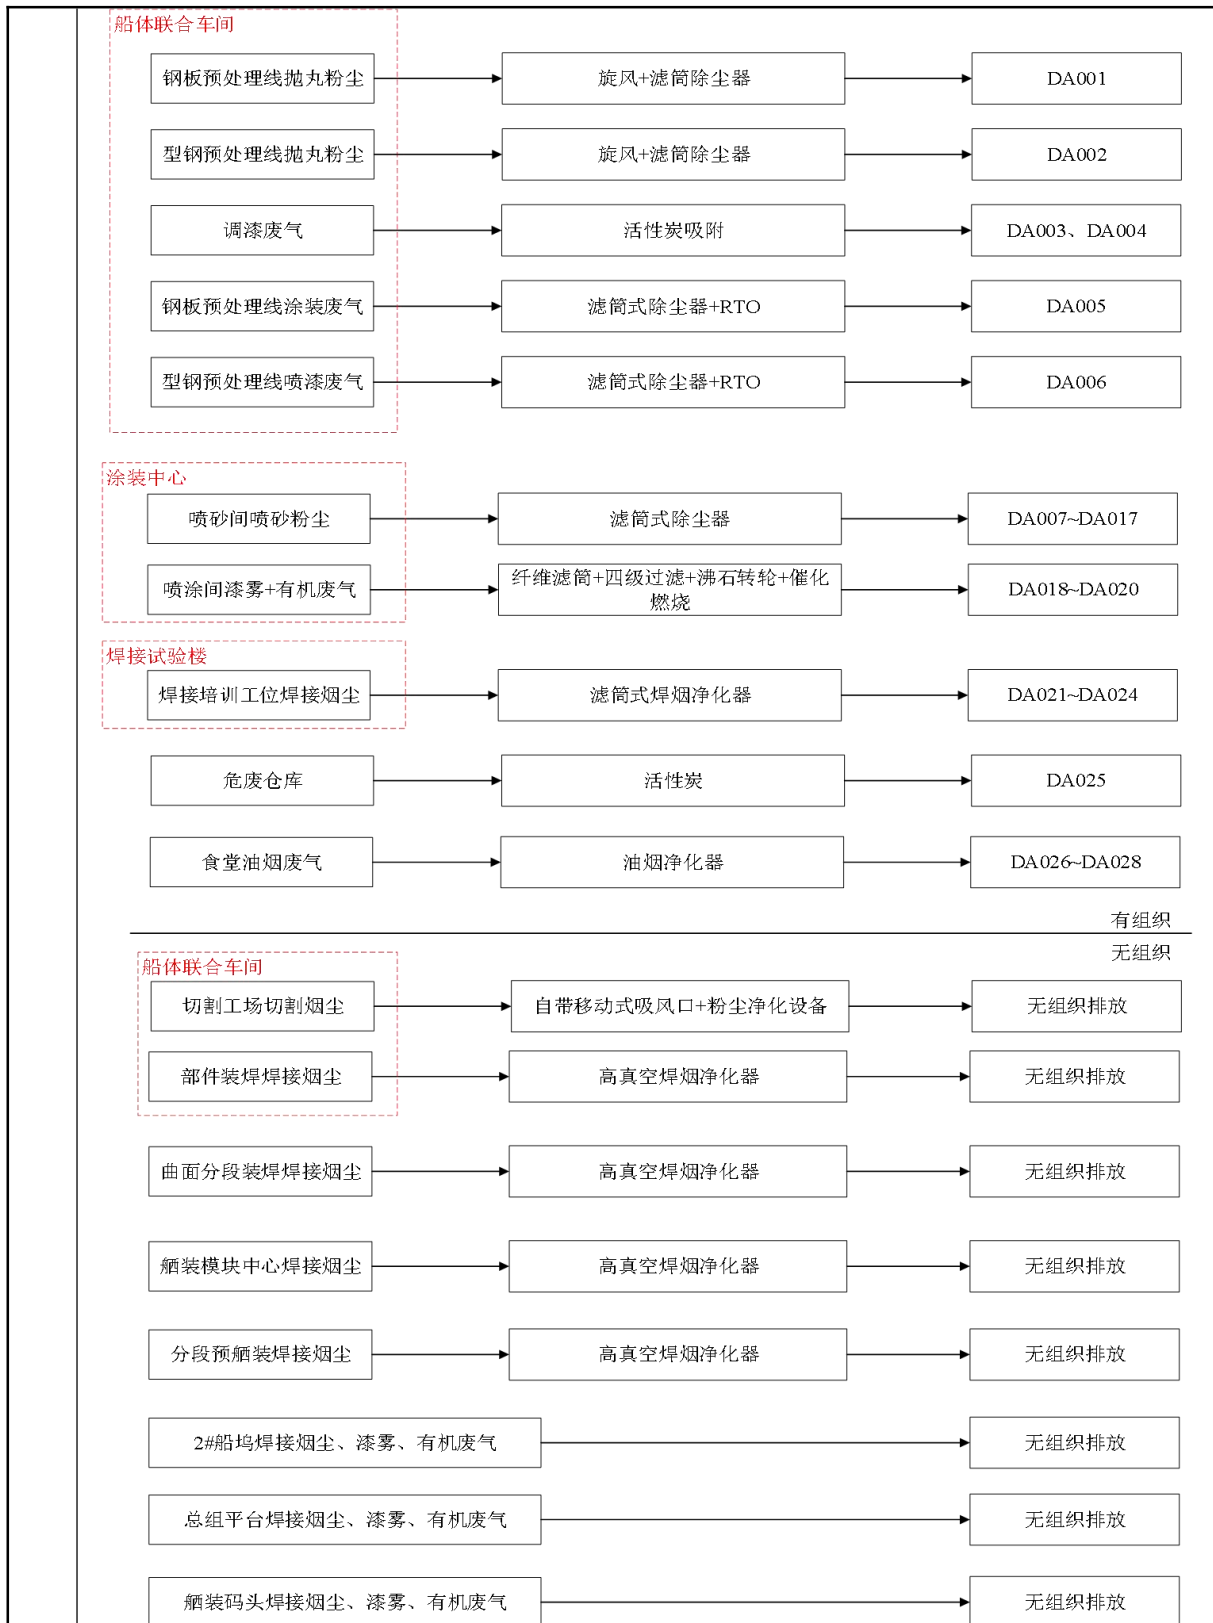 船体联合车间
钢板预处理线抛丸粉尘
旋风+滤筒除尘器
DA001
型钢预处理线抛丸粉尘
旋风+滤筒除尘器
DA002
调漆废气
活性炭吸附
DA003、DA004
钢板预处理线涂装废气
滤筒式除尘器+RTO
DA005
型钢预处理线喷漆废气
滤筒式除尘器+RTO
DA006
涂装中心
喷砂间喷砂粉尘
滤筒式除尘器
DA007~DA017
喷涂间漆雾+有机废气
纤维滤筒+四级过滤+沸石转轮+催化
燃烧
DA018~DA020
焊接试验楼
焊接培训工位焊接烟尘
滤筒式焊烟净化器
DA021~DA024
危废仓库
活性炭
DA025
食堂油烟废气
油烟净化器
DA026~DA028
有组织
无组织
船体联合车间
切割工场切割烟尘
自带移动式吸风口+粉尘净化设备
无组织排放
部件装焊焊接烟尘
高真空焊烟净化器
无组织排放
曲面分段装焊焊接烟尘
高真空焊烟净化器
无组织排放
舾装模块中心焊接烟尘
高真空焊烟净化器
无组织排放
分段预舾装焊接烟尘
高真空焊烟净化器
无组织排放
2#船坞焊接烟尘、漆雾、有机废气
无组织排放
总组平台焊接烟尘、漆雾、有机废气
无组织排放
舾装码头焊接烟尘、漆雾、有机废气
无组织排放